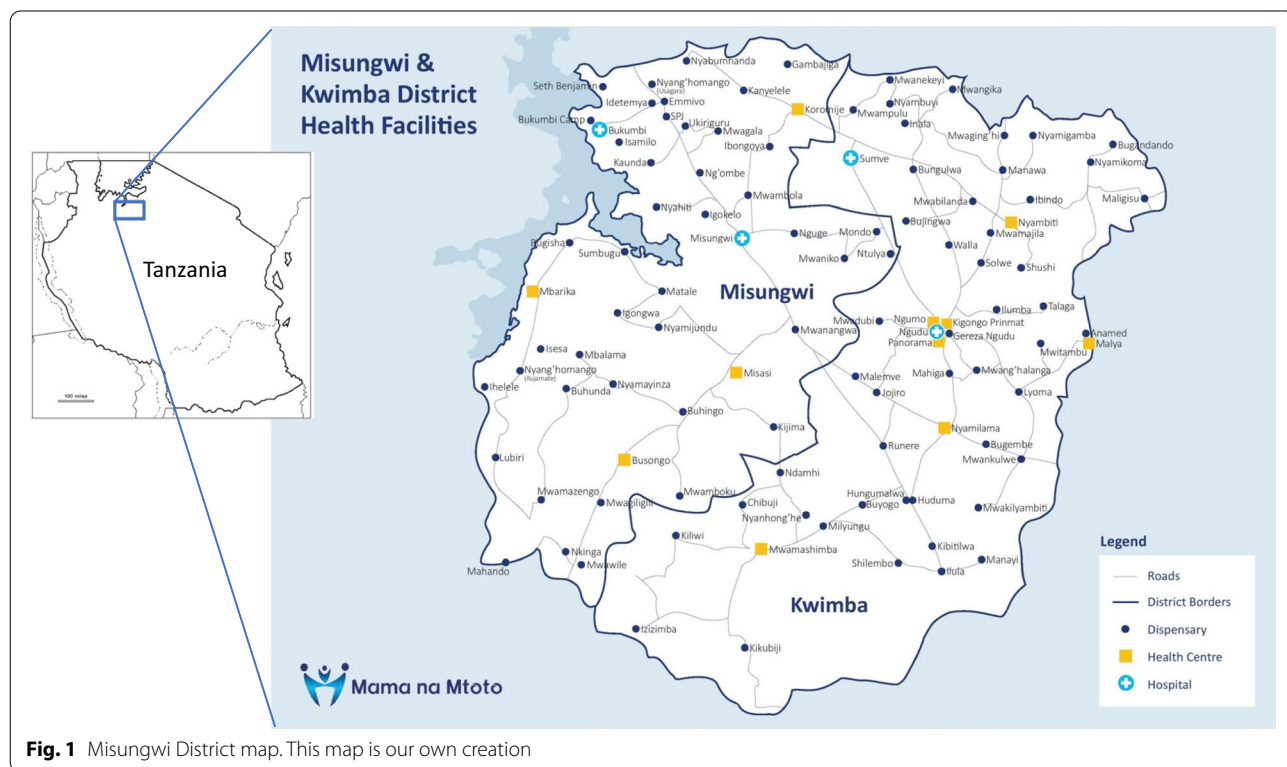 Misungwi &
Kwimba District
Health Facilities
Tanzania
100 miles
Nyabumhanda
Gambajiga
Seth Benjamin
Nyang'homango
(Usagara)
Kanyelele
Idetemya
Emmivo
Koromije
Bukumbi Camp
SPJ
Bukumbi
Ukiriguru
Mwagala
Isamilo
Ibongoya
Kaunda
Ng'ombe
Mwambola
Nyahiti
Igokelo
Misungwi
Nguge
Mondo
Mwaniko
Ntulya
Mwanekeyi
Mwangika
Nyambuyi
Mwampulu
Inala
Mwaging'hi
Nyamigamba
Bugandando
Sumve
Bungulwa
Manawa
Nyamikoma
Mwabilanda
Ibindo
Maligisu
Bujingwa
Nyambiti
Mwamajila
Walla
Solwe
Shushi
Bugisha
Sumbugu
Mbarika
Matale
Misungwi
Igongwa
Nyamijundu
Mwanangwa
Mwadubi
Ngumo
Kigongo Prinmat
Ngudu
Gereza Ngudu
Panorama
Ilumba
Talaga
Anamed
Malya
Mwitambu
Isesa
Mbalama
Nyang'homango
(Ilujamate)
Misasi
Ihelele
Buhunda
Nyamayinza
Malemve
Mahiga
Mwang'halanga
Jojiro
Lyoma
Buhingo
Kijima
Nyamilama
Runere
Bugembe
Mwankulwe
Lubiri
Busongo
Ndamhi
Mwamazengo
Mwagiligili
Mwamboku
Chibuji
Hungumalwa
Huduma
Nyanhong'he
Buyogo
Mwakilyambiti
Milyungu
Kiliwi
Mwamashimba
Kibitilwa
Nkinga
Mahando
Mwawile
Shilembo
Ilula
Manayi
Kwimba
Izizimba
Kikubiji
Legend
Roads
District Borders
Dispensary
Health Centre
Hospital
Mama na Mtoto
Fig. 1 Misungwi District map. This map is our own creation